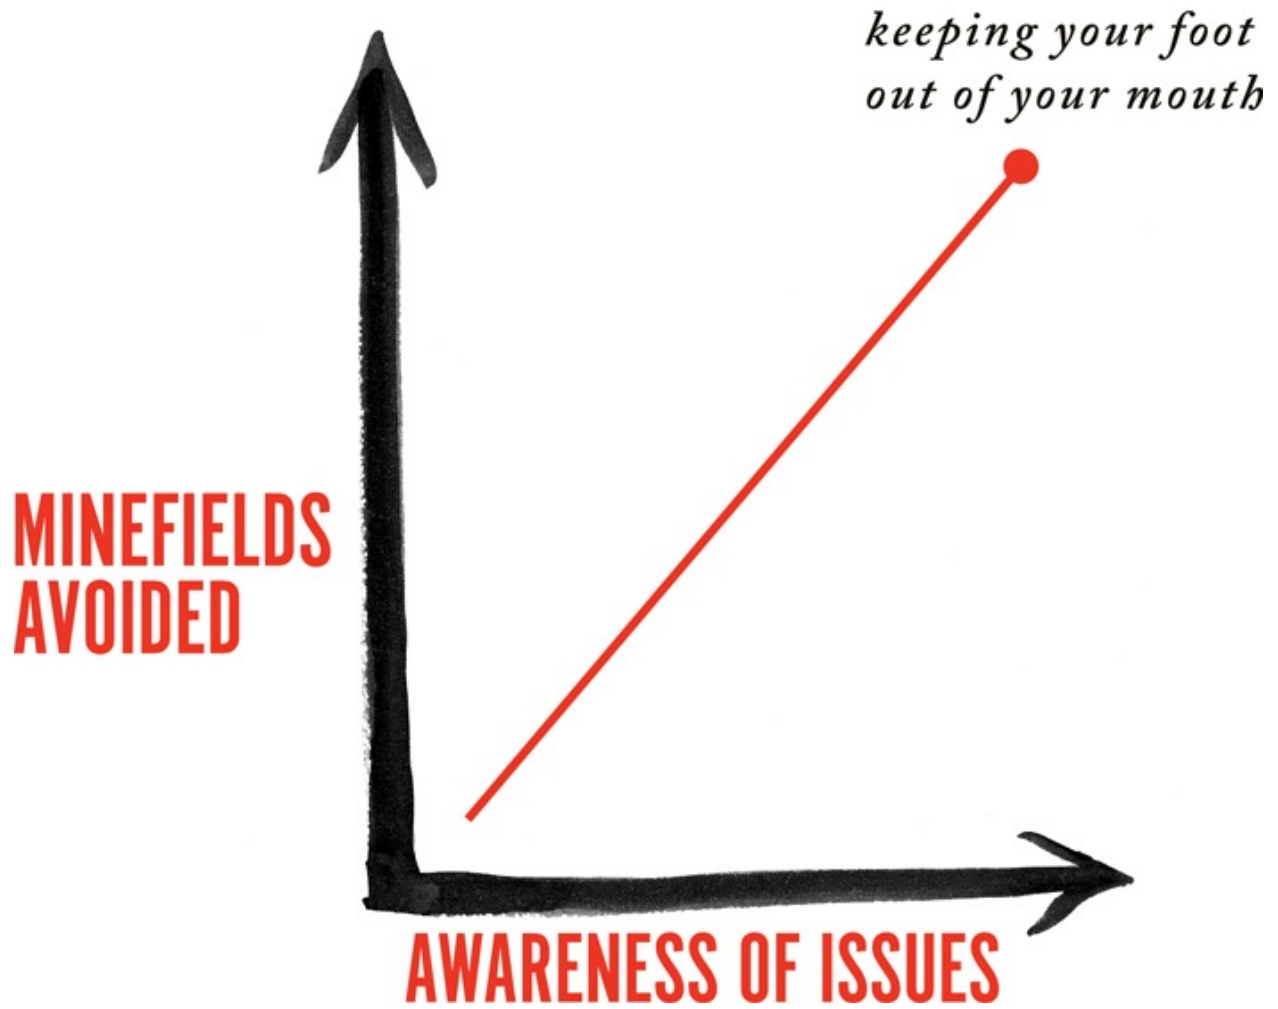 keeping your foot
out of your mouth
MINEFIELDS
AVOIDED
AWARENESS OF ISSUES